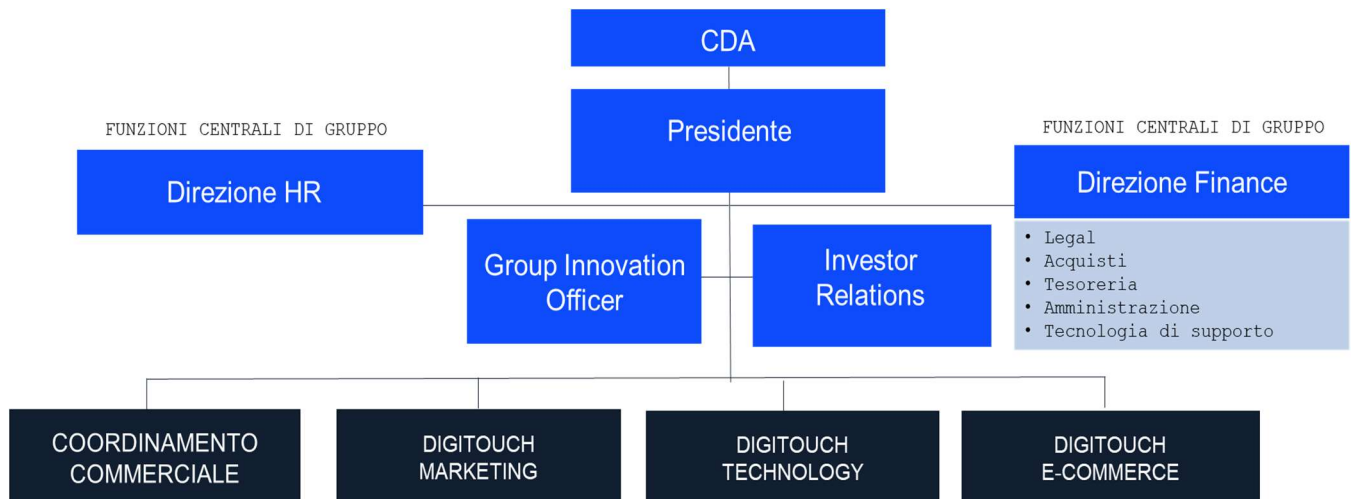 CDA
Presidente
FUNZIONI CENTRALI DI GRUPPO
Direzione HR
FUNZIONI CENTRALI DI GRUPPO
Direzione Finance
• Legal
• Acquisti
• Tesoreria
• Amministrazione
• Tecnologia di supporto
Group Innovation
Officer
Investor
Relations
COORDINAMENTO
COMMERCIALE
DIGITOUCH
MARKETING
DIGITOUCH
TECHNOLOGY
DIGITOUCH
E-COMMERCE